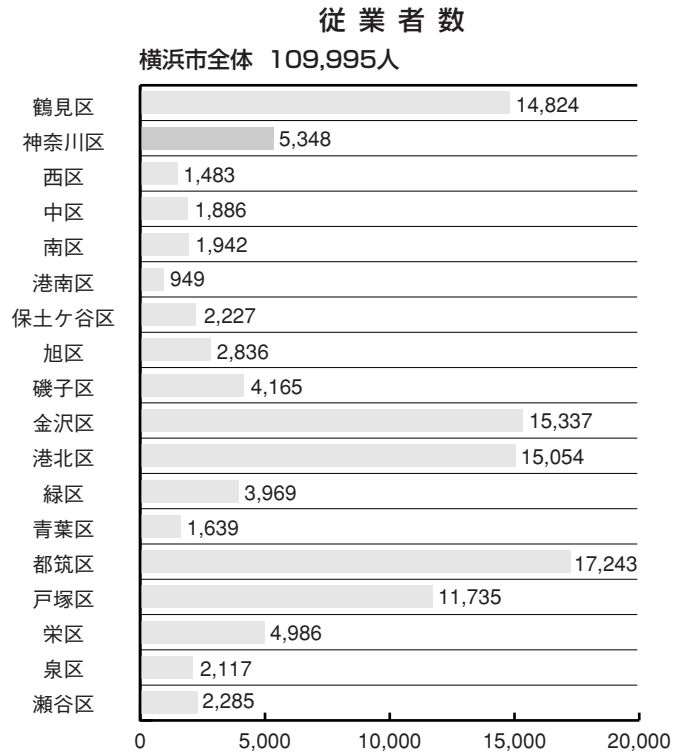 従業者数
横浜市全体 109,995人
鶴見区 14,824
神奈川区 5,348
西区 1,483
中区 1,886
南区 1,942
港南区 949
保土ケ谷区 2,227
旭区 2,836
磯子区 4,165
金沢区 15,337
港北区 15,054
緑区 3,969
青葉区 1,639
都筑区 17,243
戸塚区 11,735
栄区 4,986
泉区 2,117
瀬谷区 2,285
0 5,000 10,000 15,000 20,000